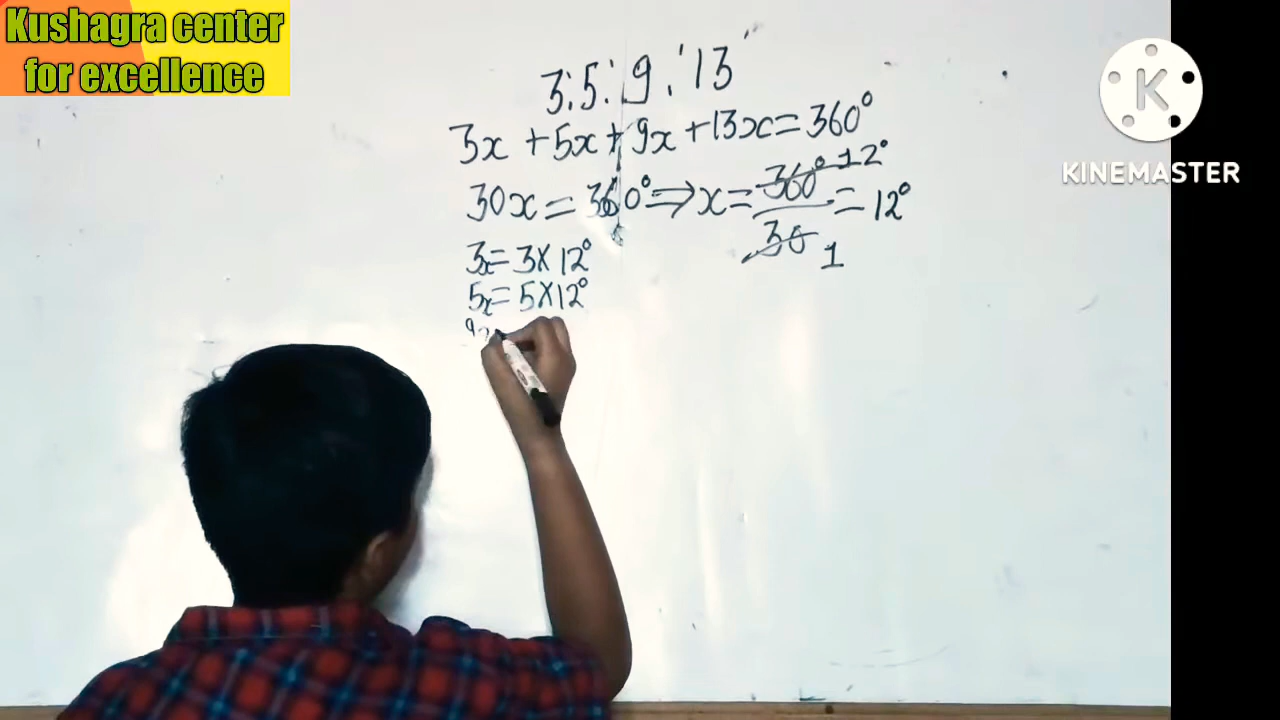 Kushagra center
for excellence
3:5:9:13
3x + 5x + 9x + 13x = 360°
30x = 360° ⇒ x = 360° 12° / 30 1 = 12°
3x = 3 × 12°
5x = 5 × 12°
9x
K
KINEMASTER